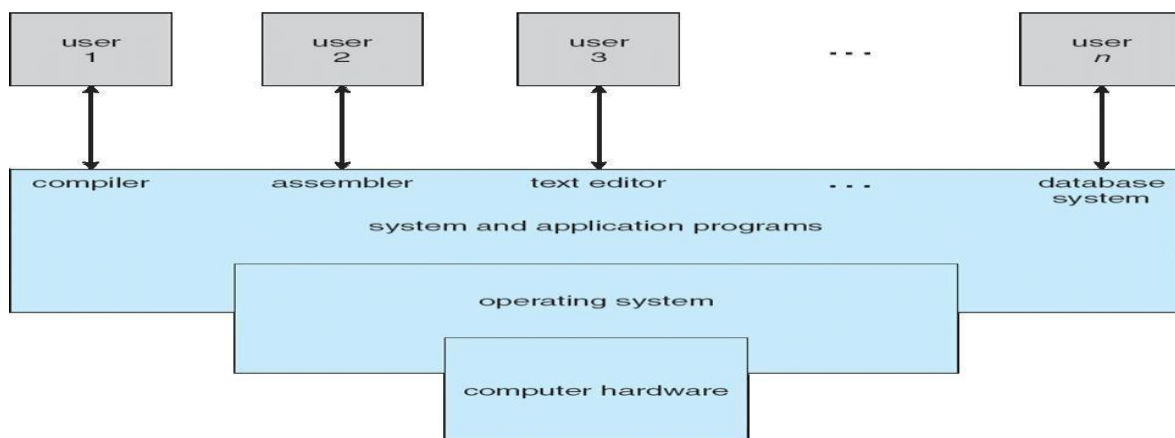 user
1
user
2
user
3
...
user
n
compiler
assembler
text editor
...
database
system
system and application programs
operating system
computer hardware